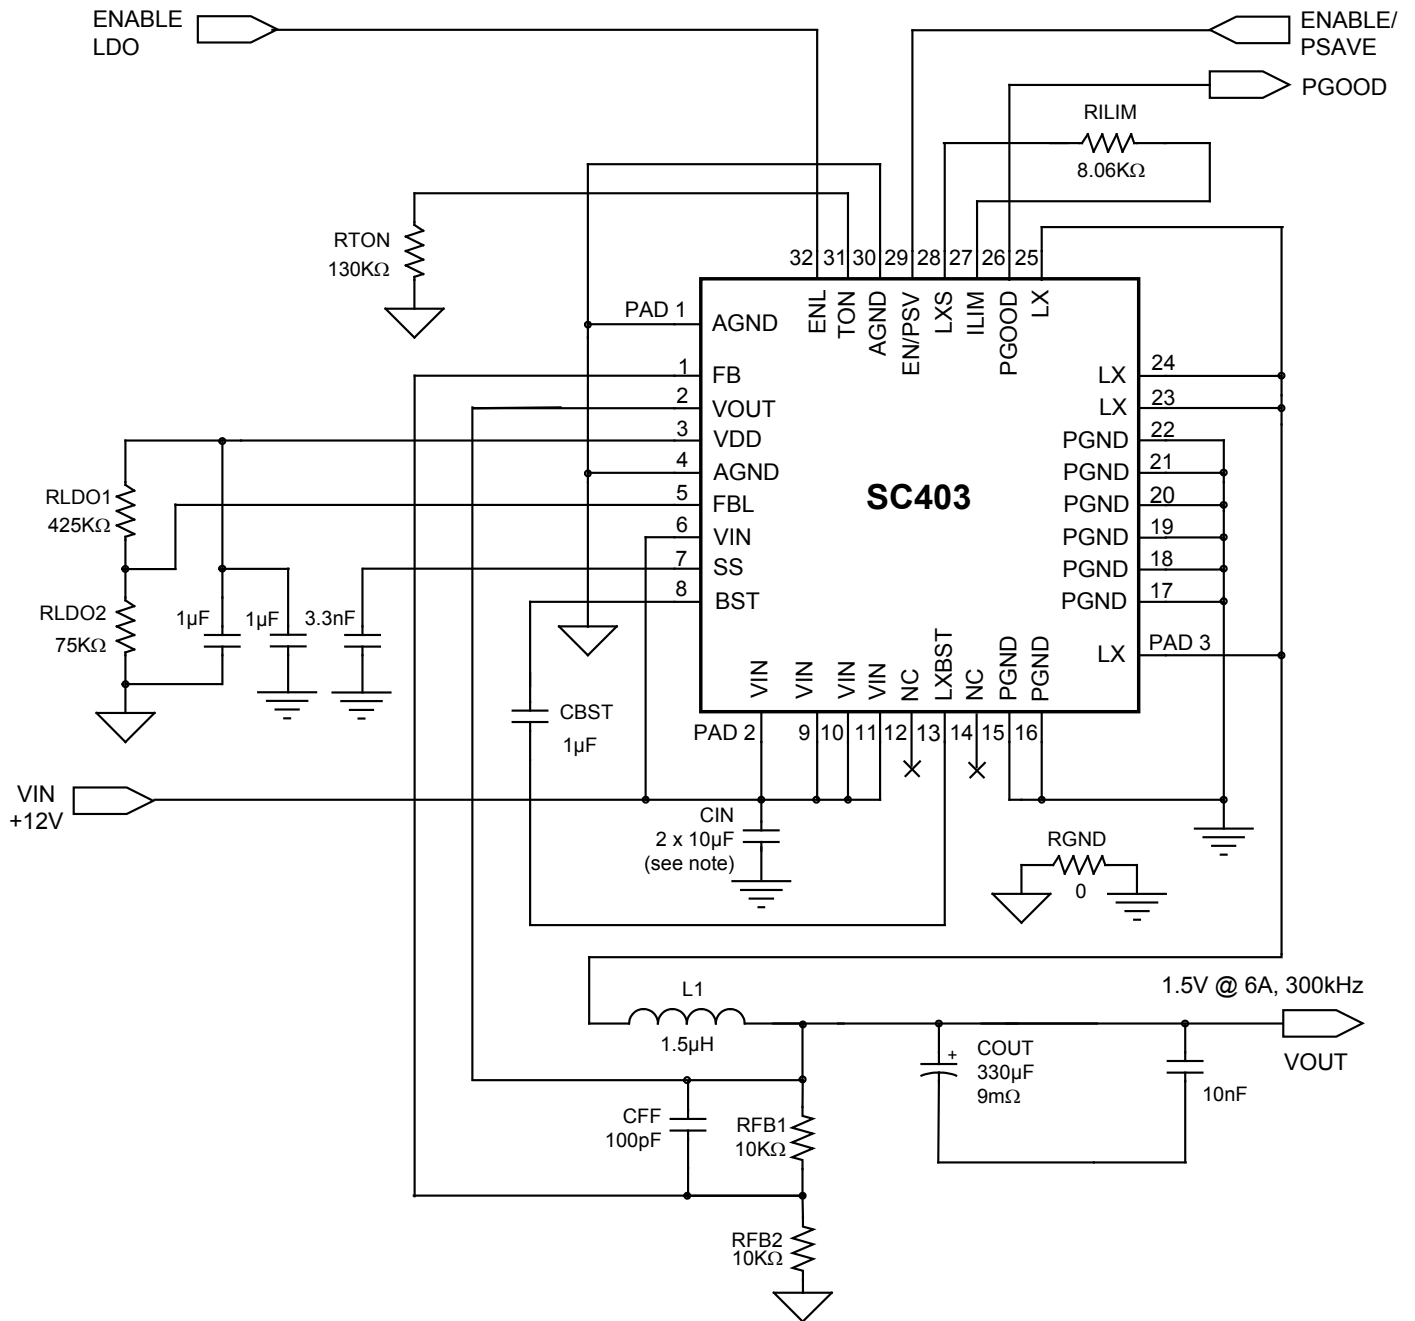 ENABLE
LDO
ENABLE/
PSAVE
PGOOD
RILIM
8.06KΩ
RTON
130KΩ
32 31 30 29 28 27 26 25
ENL
TON
AGND
EN/PSV
LXS
ILIM
PGOOD
LX
PAD 1 AGND
1 FB
2 VOUT
3 VDD
4 AGND
5 FBL
6 VIN
7 SS
8 BST
SC403
LX 24
LX 23
PGND 22
PGND 21
PGND 20
PGND 19
PGND 18
PGND 17
LX PAD 3
VIN
VIN
VIN
VIN
NC
LXBST
NC
PGND
PGND
PAD 2 9 10 11 12 13 14 15 16
RLDO1
425KΩ
RLDO2
75KΩ
1µF
1µF
3.3nF
CBST
1µF
VIN
+12V
CIN
2 x 10µF
(see note)
RGND
0
L1
1.5µH
1.5V @ 6A, 300kHz
VOUT
+
COUT
330µF
9mΩ
10nF
CFF
100pF
RFB1
10KΩ
RFB2
10KΩ